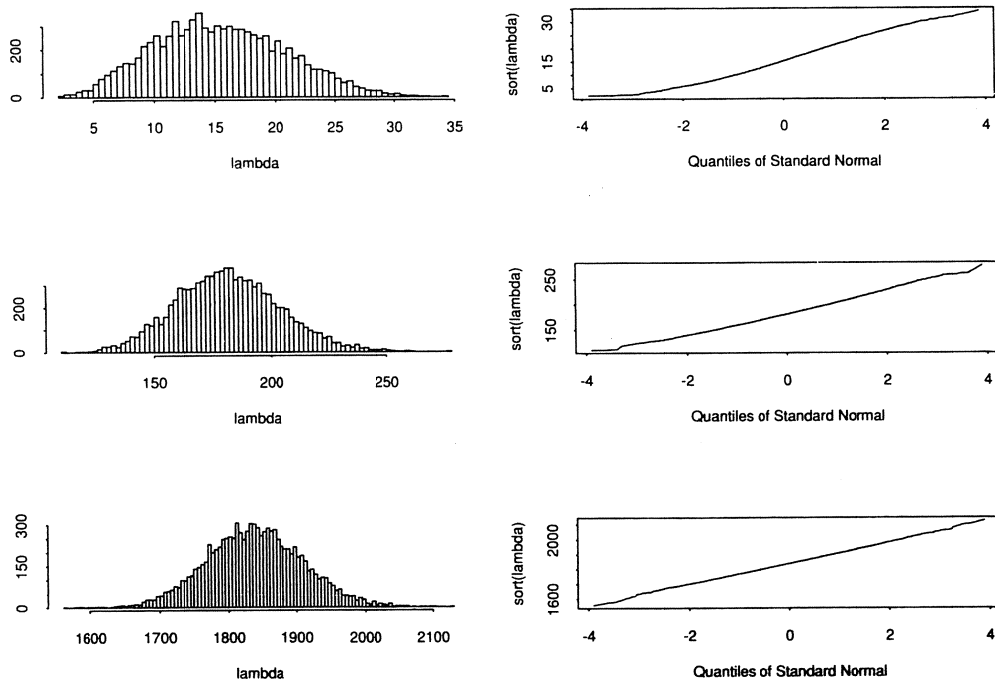 200
0
5 10 15 20 25 30 35
lambda
sort(lambda)
5 15 30
-4 -2 0 2 4
Quantiles of Standard Normal
200
0
150 200 250
lambda
sort(lambda)
150 250
-4 -2 0 2 4
Quantiles of Standard Normal
300
150
0
1600 1700 1800 1900 2000 2100
lambda
sort(lambda)
1600 2000
-4 -2 0 2 4
Quantiles of Standard Normal